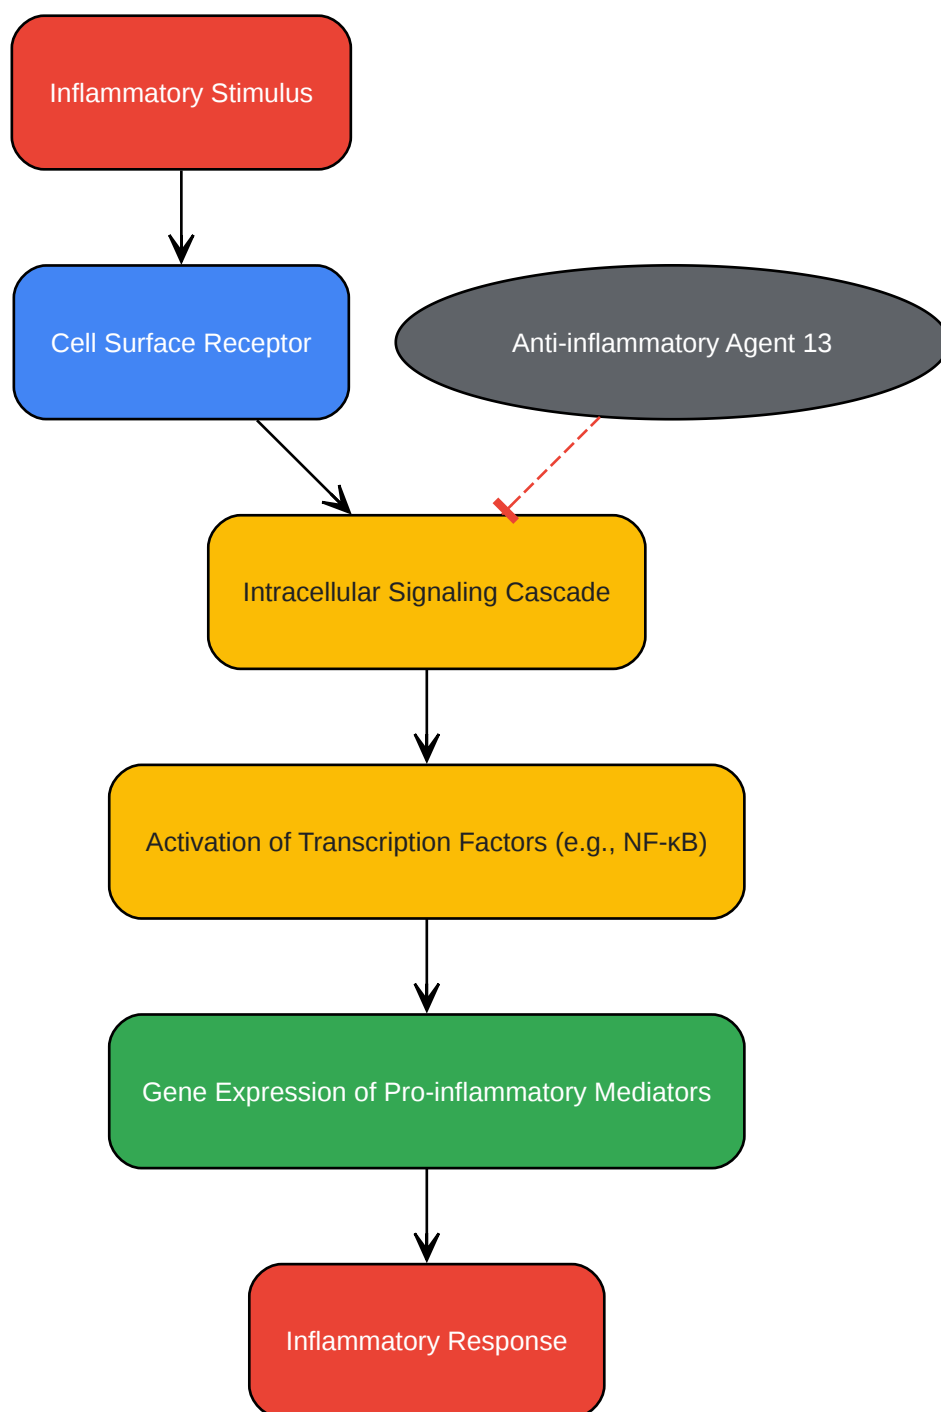 Inflammatory Stimulus
Cell Surface Receptor
Anti-inflammatory Agent 13
Intracellular Signaling Cascade
Activation of Transcription Factors (e.g., NF-κB)
Gene Expression of Pro-inflammatory Mediators
Inflammatory Response